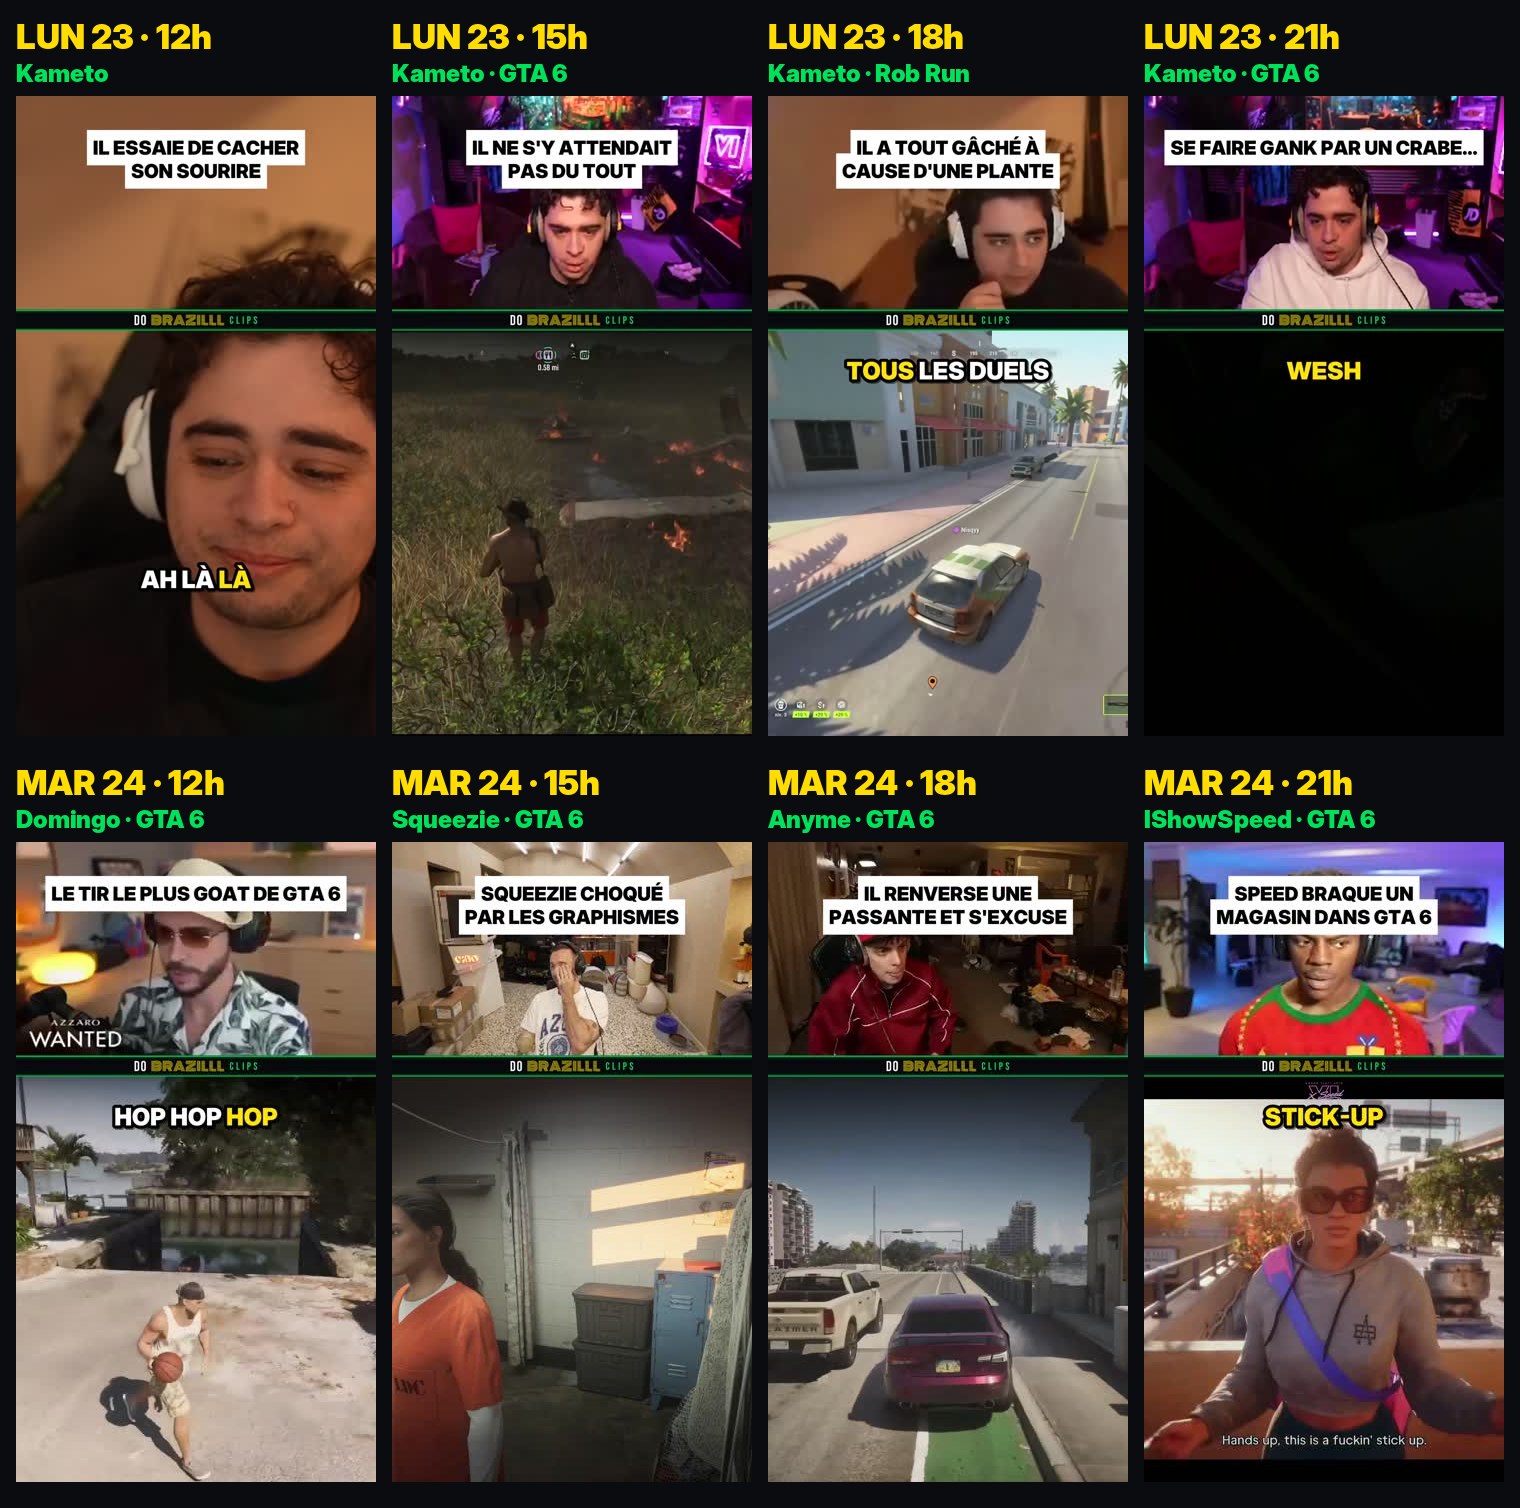 LUN 23 · 12h
Kameto
IL ESSAIE DE CACHER
SON SOURIRE
DO BRAZILLL CLIPS
AH LÀ LÀ
LUN 23 · 15h
Kameto · GTA 6
IL NE S'Y ATTENDAIT
PAS DU TOUT
DO BRAZILLL CLIPS
0.58 mi
LUN 23 · 18h
Kameto · Rob Run
IL A TOUT GÂCHÉ À
CAUSE D'UNE PLANTE
DO BRAZILLL CLIPS
TOUS LES DUELS
LUN 23 · 21h
Kameto · GTA 6
SE FAIRE GANK PAR UN CRABE...
DO BRAZILLL CLIPS
WESH
MAR 24 · 12h
Domingo · GTA 6
LE TIR LE PLUS GOAT DE GTA 6
AZZARO
WANTED
DO BRAZILLL CLIPS
HOP HOP HOP
MAR 24 · 15h
Squeezie · GTA 6
SQUEEZIE CHOQUÉ
PAR LES GRAPHISMES
DO BRAZILLL CLIPS
MAR 24 · 18h
Anyme · GTA 6
IL RENVERSE UNE
PASSANTE ET S'EXCUSE
DO BRAZILLL CLIPS
MAR 24 · 21h
IShowSpeed · GTA 6
SPEED BRAQUE UN
MAGASIN DANS GTA 6
DO BRAZILLL CLIPS
STICK-UP
Hands up, this is a fuckin' stick up.